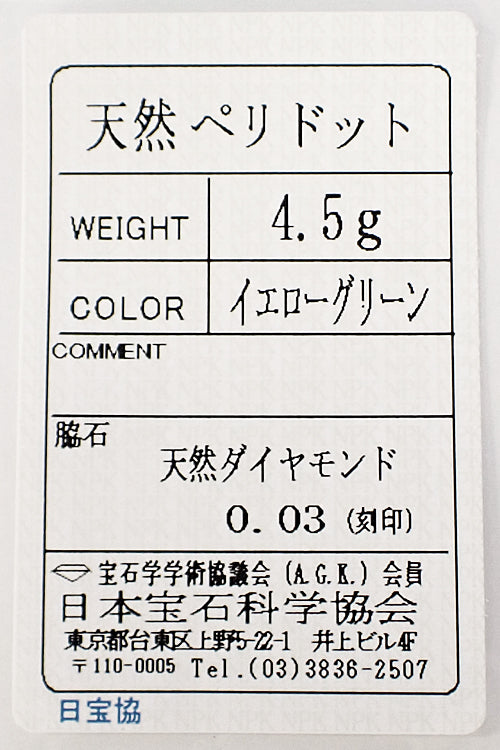 天然 ペリドット
WEIGHT 4.5g
COLOR イエローグリーン
COMMENT
脇石
天然ダイヤモンド
0.03 (刻印)
宝石学学術協議会 (A.G.K.) 会員
日本宝石科学協会
東京都台東区上野5-22-1 井上ビル4F
〒110-0005 Tel.(03)3836-2507
日宝協